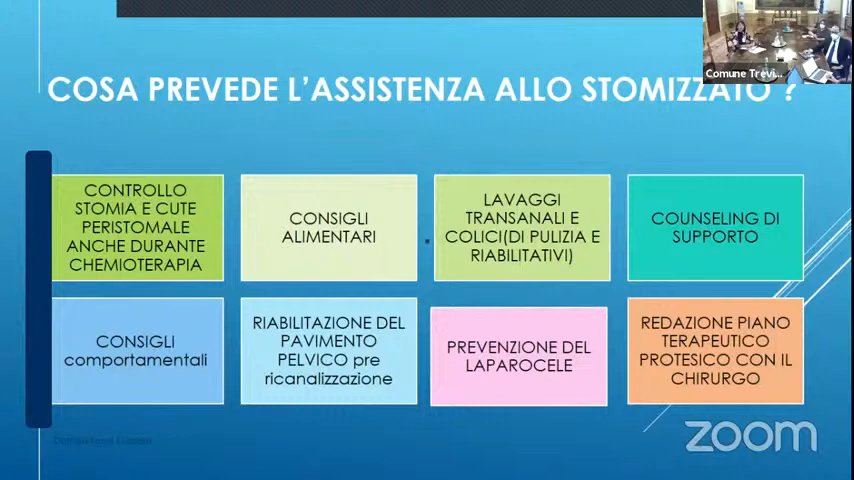 Comune Trevi...
COSA PREVEDE L'ASSISTENZA ALLO STOMIZZATO ?
CONTROLLO
STOMIA E CUTE
PERISTOMALE
ANCHE DURANTE
CHEMIOTERAPIA
CONSIGLI
ALIMENTARI
LAVAGGI
TRANSANALI E
COLICI(DI PULIZIA E
RIABILITATIVI)
COUNSELING DI
SUPPORTO
CONSIGLI
comportamentali
RIABILITAZIONE DEL
PAVIMENTO
PELVICO pre
ricanalizzazione
PREVENZIONE DEL
LAPAROCELE
REDAZIONE PIANO
TERAPEUTICO
PROTESICO CON IL
CHIRURGO
zoom